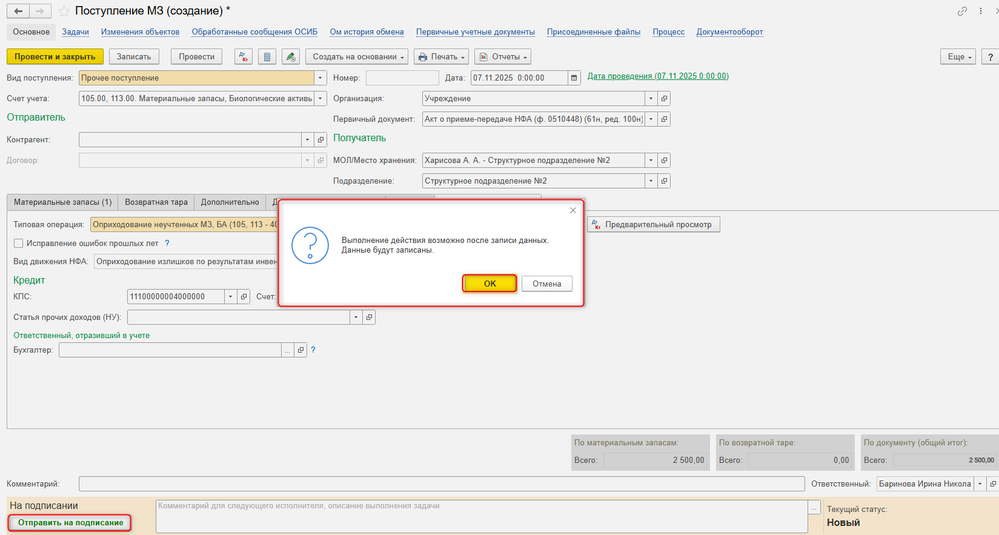 Поступление МЗ (создание) *
Основное Задачи Изменения объектов Обработанные сообщения ОСИБ Ом история обмена Первичные учетные документы Присоединенные файлы Процесс Документооборот
Провести и закрыть Записать Провести Дт Кт Создать на основании Печать Отчеты Еще ?
Вид поступления: Прочее поступление Номер: Дата: 07.11.2025 0:00:00 Дата проведения (07.11.2025 0:00:00)
Счет учета: 105.00, 113.00. Материальные запасы, Биологические активы Организация: Учреждение
Отправитель Первичный документ: Акт о приеме-передаче НФА (ф. 0510448) (61н, ред. 100н)
Контрагент: Получатель
Договор: МОЛ/Место хранения: Харисова А. А. - Структурное подразделение №2
Подразделение: Структурное подразделение №2
Материальные запасы (1) Возвратная тара Дополнительно
Типовая операция: Оприходование неучтенных МЗ, БА (105, 113 - 40 Дт Кт Предварительный просмотр
Исправление ошибок прошлых лет ?
Вид движения НФА: Оприходование излишков по результатам инвен
Выполнение действия возможно после записи данных.
Данные будут записаны.
OK Отмена
Кредит
КПС: 11100000004000000 Счет:
Статья прочих доходов (НУ):
Ответственный, отразивший в учете
Бухгалтер: ... ?
По материальным запасам: По возвратной таре: По документу (общий итог):
Всего: 2 500,00 Всего: 0,00 Всего: 2 500,00
Комментарий: Ответственный: Баринова Ирина Никола
На подписании Комментарий для следующего исполнителя, описание выполнения задачи ... Текущий статус:
Отправить на подписание Новый